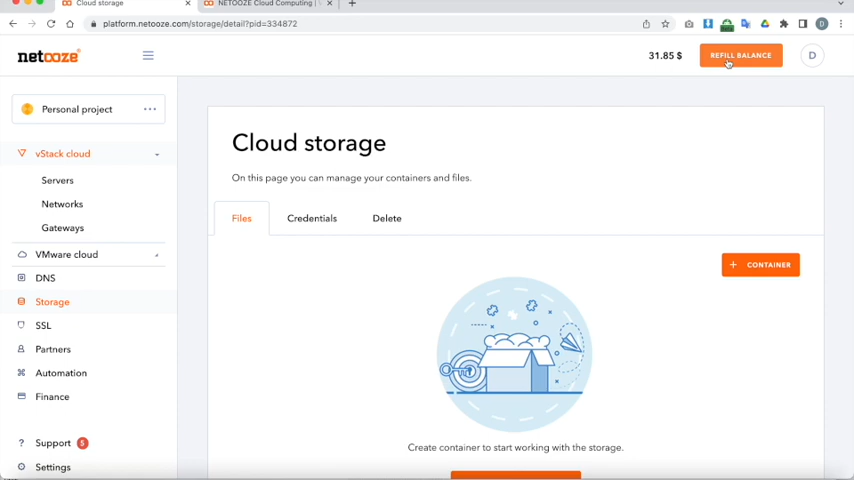 Cloud storage
NETOOZE Cloud Computing |
platform.netooze.com/storage/detail?pid=334872
D
netooze
31.85 $
REFILL BALANCE
D
Personal project
vStack cloud
Servers
Networks
Gateways
VMware cloud
DNS
Storage
SSL
Partners
Automation
Finance
? Support 5
Settings
Cloud storage
On this page you can manage your containers and files.
Files Credentials Delete
+ CONTAINER
Create container to start working with the storage.